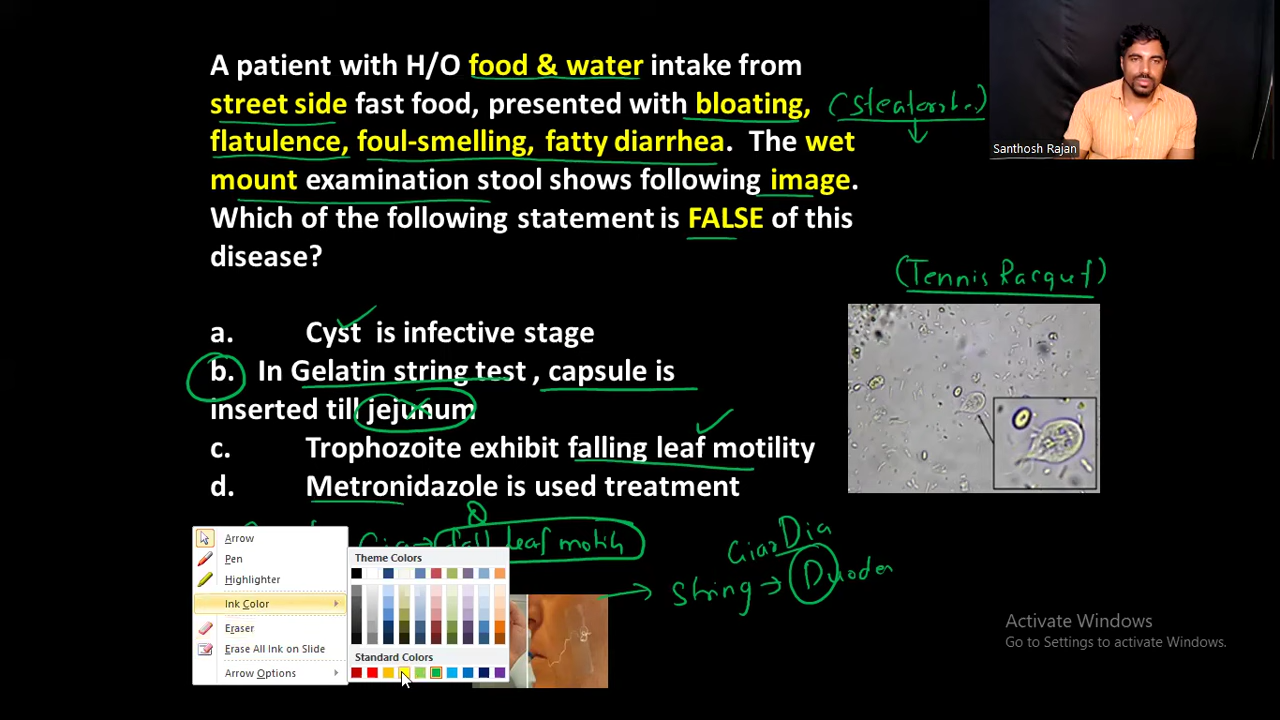 A patient with H/O food & water intake from
street side fast food, presented with bloating,
flatulence, foul-smelling, fatty diarrhea. The wet
mount examination stool shows following image.
Which of the following statement is FALSE of this
disease?
Santhosh Rajan
(Tennis Racquet)
a. Cyst is infective stage
b. In Gelatin string test , capsule is
inserted till jejunum
c. Trophozoite exhibit falling leaf motility
d. Metronidazole is used treatment
Gia → fall leaf motili
GiarDia
String → Duoden
Arrow
Pen
Highlighter
Ink Color
Eraser
Erase All Ink on Slide
Arrow Options
Theme Colors
Standard Colors
Activate Windows
Go to Settings to activate Windows.